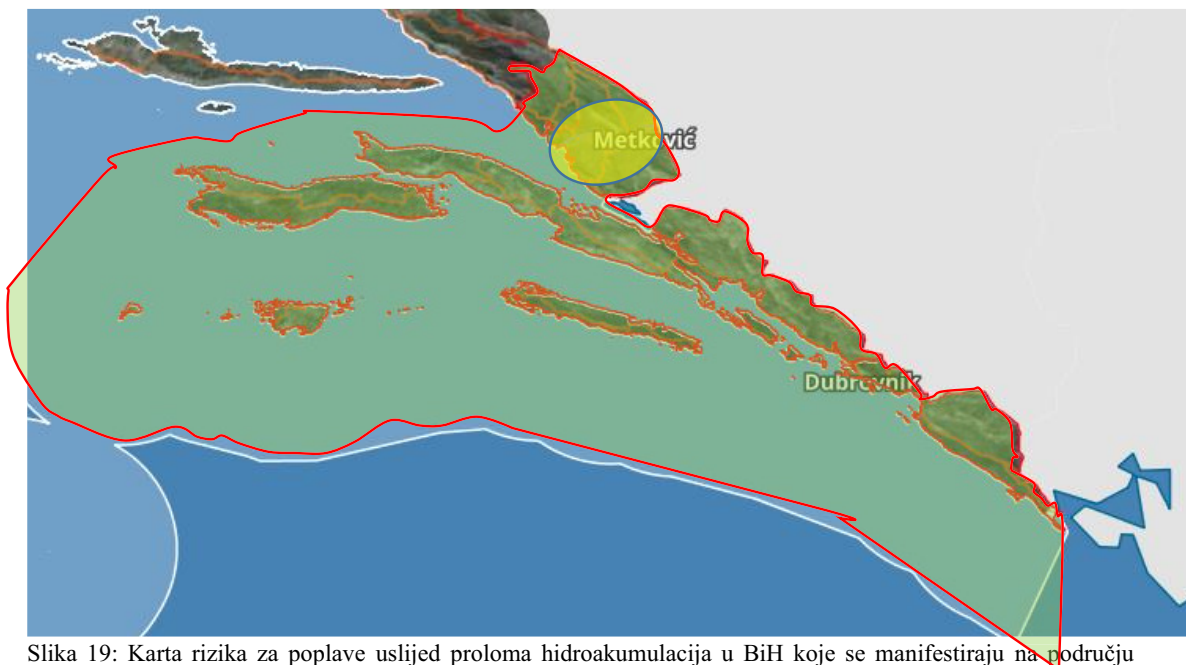 Metković
Dubrovnik
Slika 19: Karta rizika za poplave uslijed proloma hidroakumulacija u BiH koje se manifestiraju na području